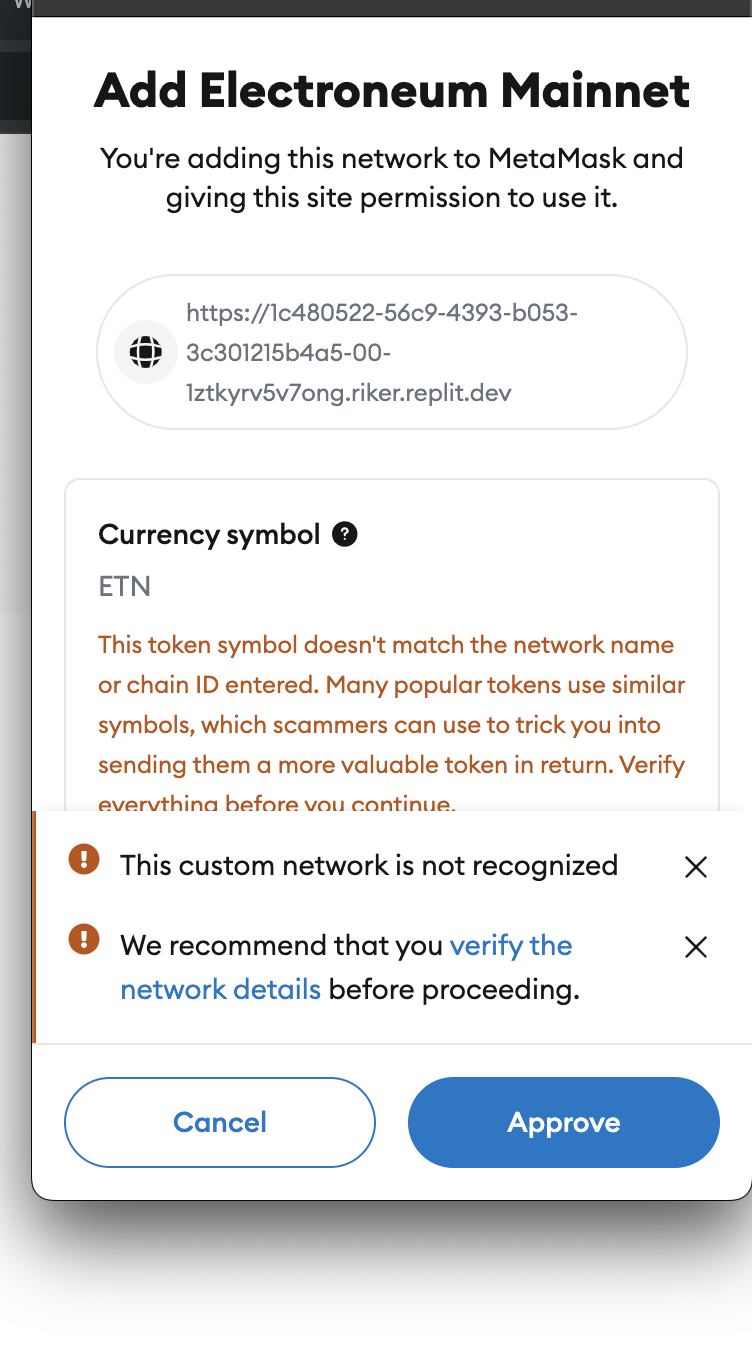 Add Electroneum Mainnet
You're adding this network to MetaMask and
giving this site permission to use it.
https://1c480522-56c9-4393-b053-
3c301215b4a5-00-
1ztkyrv5v7ong.riker.replit.dev
Currency symbol ?
ETN
This token symbol doesn't match the network name
or chain ID entered. Many popular tokens use similar
symbols, which scammers can use to trick you into
sending them a more valuable token in return. Verify
everything before you continue.
This custom network is not recognized
We recommend that you verify the
network details before proceeding.
Cancel
Approve